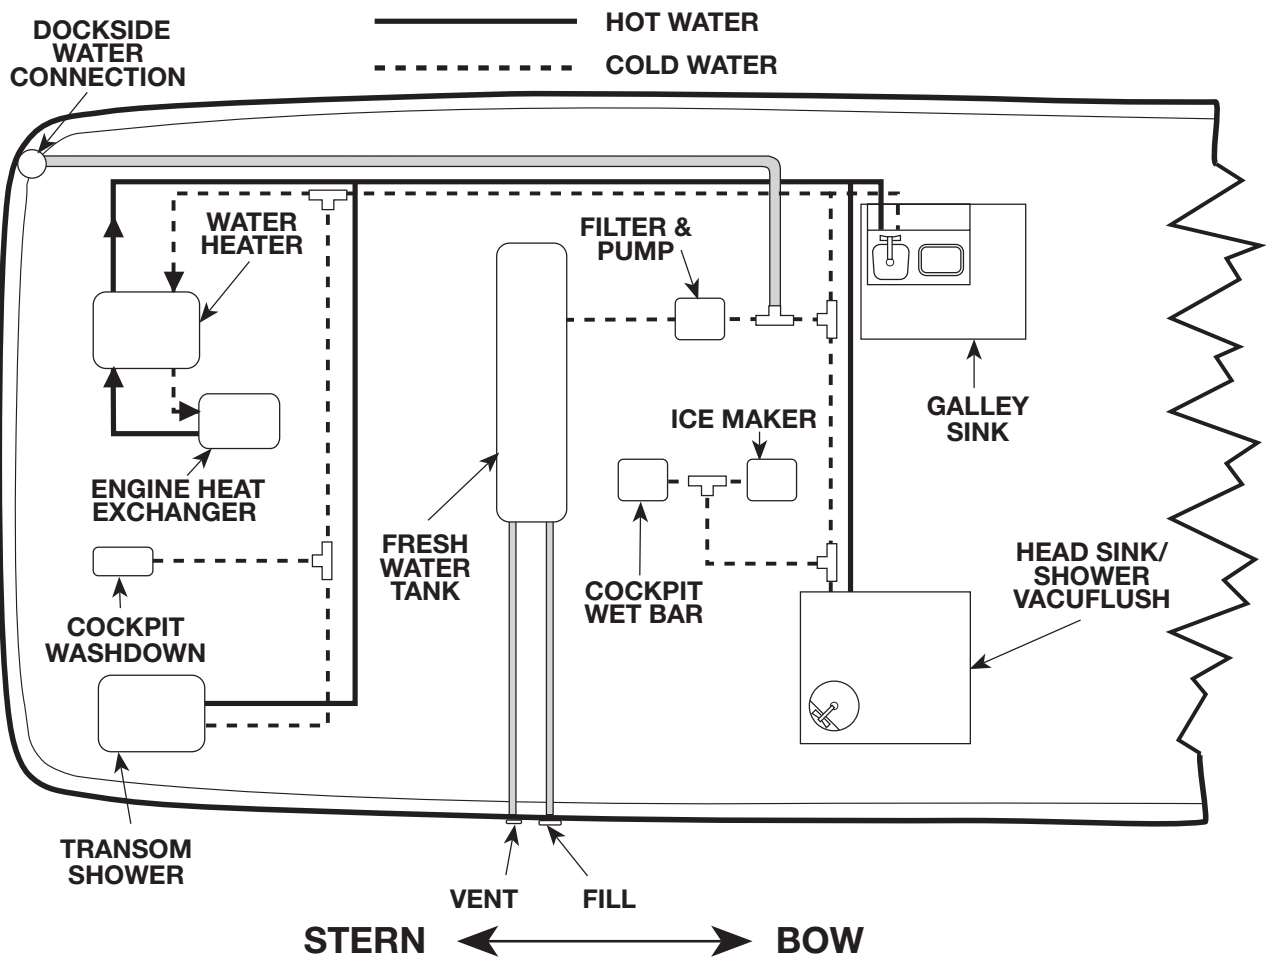 DOCKSIDE
WATER
CONNECTION
HOT WATER
COLD WATER
WATER
HEATER
FILTER &
PUMP
GALLEY
SINK
ICE MAKER
ENGINE HEAT
EXCHANGER
FRESH
WATER
TANK
COCKPIT
WET BAR
HEAD SINK/
SHOWER
VACUFLUSH
COCKPIT
WASHDOWN
TRANSOM
SHOWER
VENT
FILL
STERN
BOW